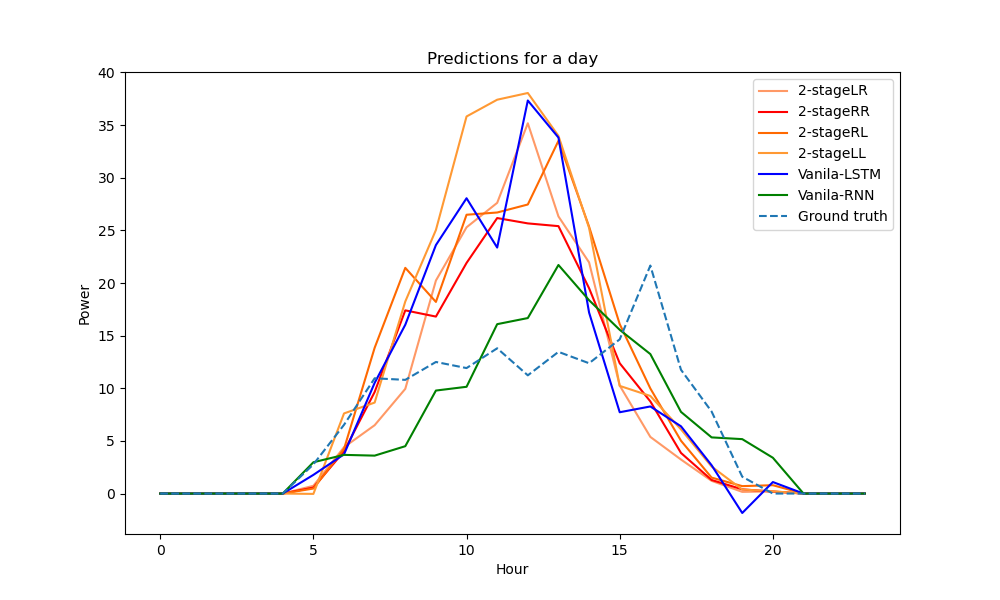 Predictions for a day
40
35
30
25
20
15
10
5
0
Power
0 5 10 15 20
Hour
2-stageLR
2-stageRR
2-stageRL
2-stageLL
Vanila-LSTM
Vanila-RNN
Ground truth